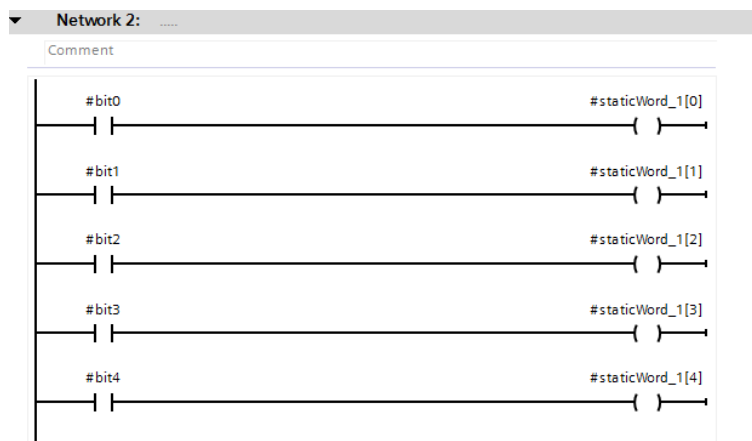 Network 2: .....
Comment
#bit0 #staticWord_1[0]
#bit1 #staticWord_1[1]
#bit2 #staticWord_1[2]
#bit3 #staticWord_1[3]
#bit4 #staticWord_1[4]